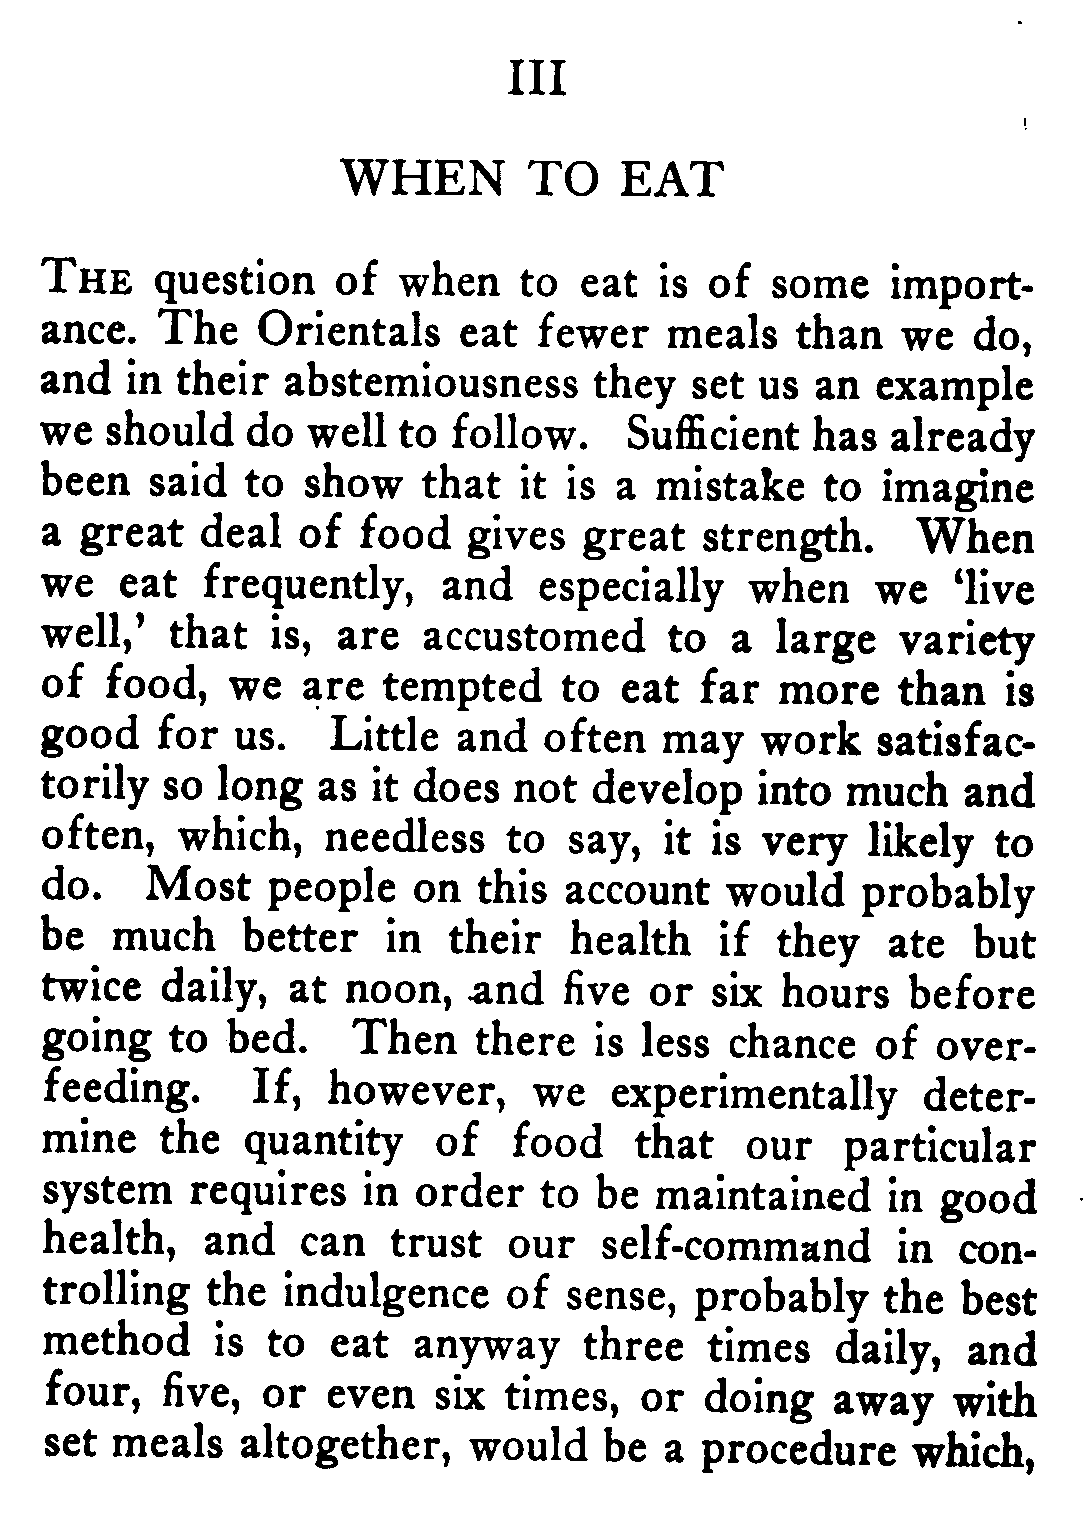 III
WHEN TO EAT
THE question of when to eat is of some import-
ance. The Orientals eat fewer meals than we do,
and in their abstemiousness they set us an example
we should do well to follow. Sufficient has already
been said to show that it is a mistake to imagine
a great deal of food gives great strength. When
we eat frequently, and especially when we ‘live
well,’ that is, are accustomed to a large variety
of food, we are tempted to eat far more than is
good for us. Little and often may work satisfac-
torily so long as it does not develop into much and
often, which, needless to say, it is very likely to
do. Most people on this account would probably
be much better in their health if they ate but
twice daily, at noon, and five or six hours before
going to bed. Then there is less chance of over-
feeding. If, however, we experimentally deter-
mine the quantity of food that our particular
system requires in order to be maintained in good
health, and can trust our self-command in con-
trolling the indulgence of sense, probably the best
method is to eat anyway three times daily, and
four, five, or even six times, or doing away with
set meals altogether, would be a procedure which,